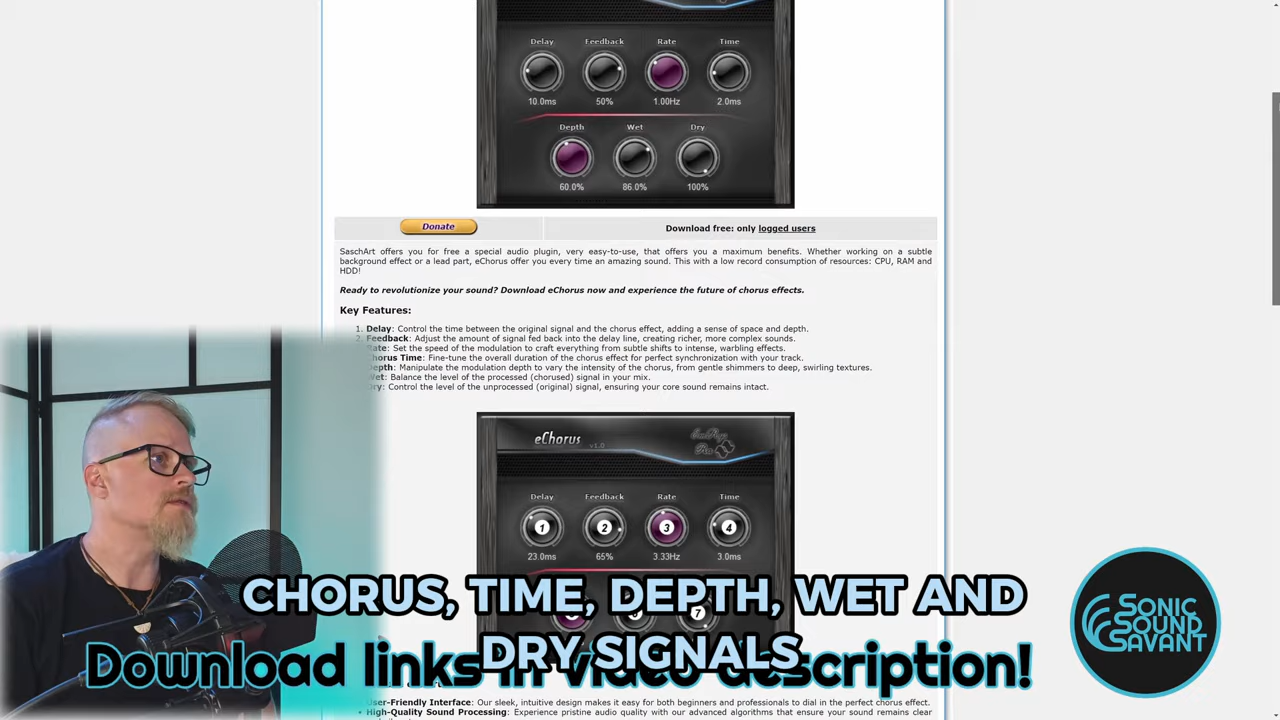 Delay Feedback Rate Time
10.0ms 50% 1.00Hz 2.0ms
Depth Wet Dry
60.0% 86.0% 100%
Donate Download free: only logged users
SaschArt offers you for free a special audio plugin, very easy-to-use, that offers you a maximum benefits. Whether working on a subtle
background effect or a lead part, eChorus offer you every time an amazing sound. This with a low record consumption of resources: CPU, RAM and
HDD!
Ready to revolutionize your sound? Download eChorus now and experience the future of chorus effects.
Key Features:
1. Delay: Control the time between the original signal and the chorus effect, adding a sense of space and depth.
2. Feedback: Adjust the amount of signal fed back into the delay line, creating richer, more complex sounds.
Rate: Set the speed of the modulation to craft everything from subtle shifts to intense, warbling effects.
Chorus Time: Fine-tune the overall duration of the chorus effect for perfect synchronization with your track.
Depth: Manipulate the modulation depth to vary the intensity of the chorus, from gentle shimmers to deep, swirling textures.
Wet: Balance the level of the processed (chorused) signal in your mix.
Dry: Control the level of the unprocessed (original) signal, ensuring your core sound remains intact.
eChorus v1.0
Delay Feedback Rate Time
1 2 3 4
23.0ms 65% 3.33Hz 3.0ms
7
CHORUS, TIME, DEPTH, WET AND
DRY SIGNALS
Download links in video description!
SONIC
SOUND
SAVANT
User-Friendly Interface: Our sleek, intuitive design makes it easy for both beginners and professionals to dial in the perfect chorus effect.
• High-Quality Sound Processing: Experience pristine audio quality with our advanced algorithms that ensure your sound remains clear